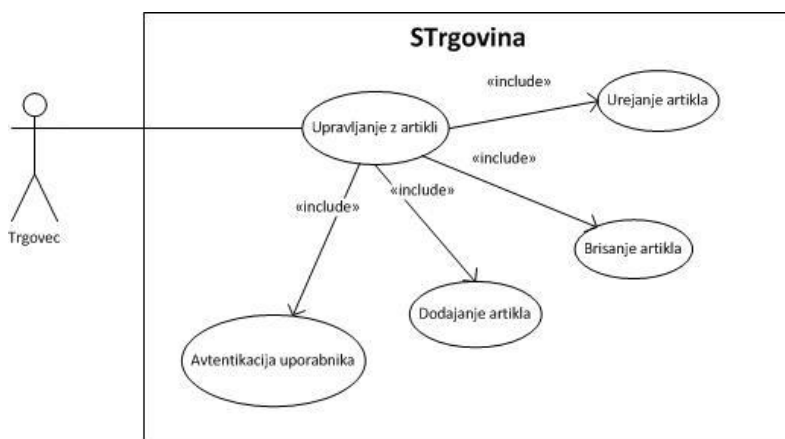 STrgovina
«include»
Urejanje artikla
Upravljanje z artikli
«include»
«include»
«include»
Trgovec
Brisanje artikla
Dodajanje artikla
Avtentikacija uporabnika